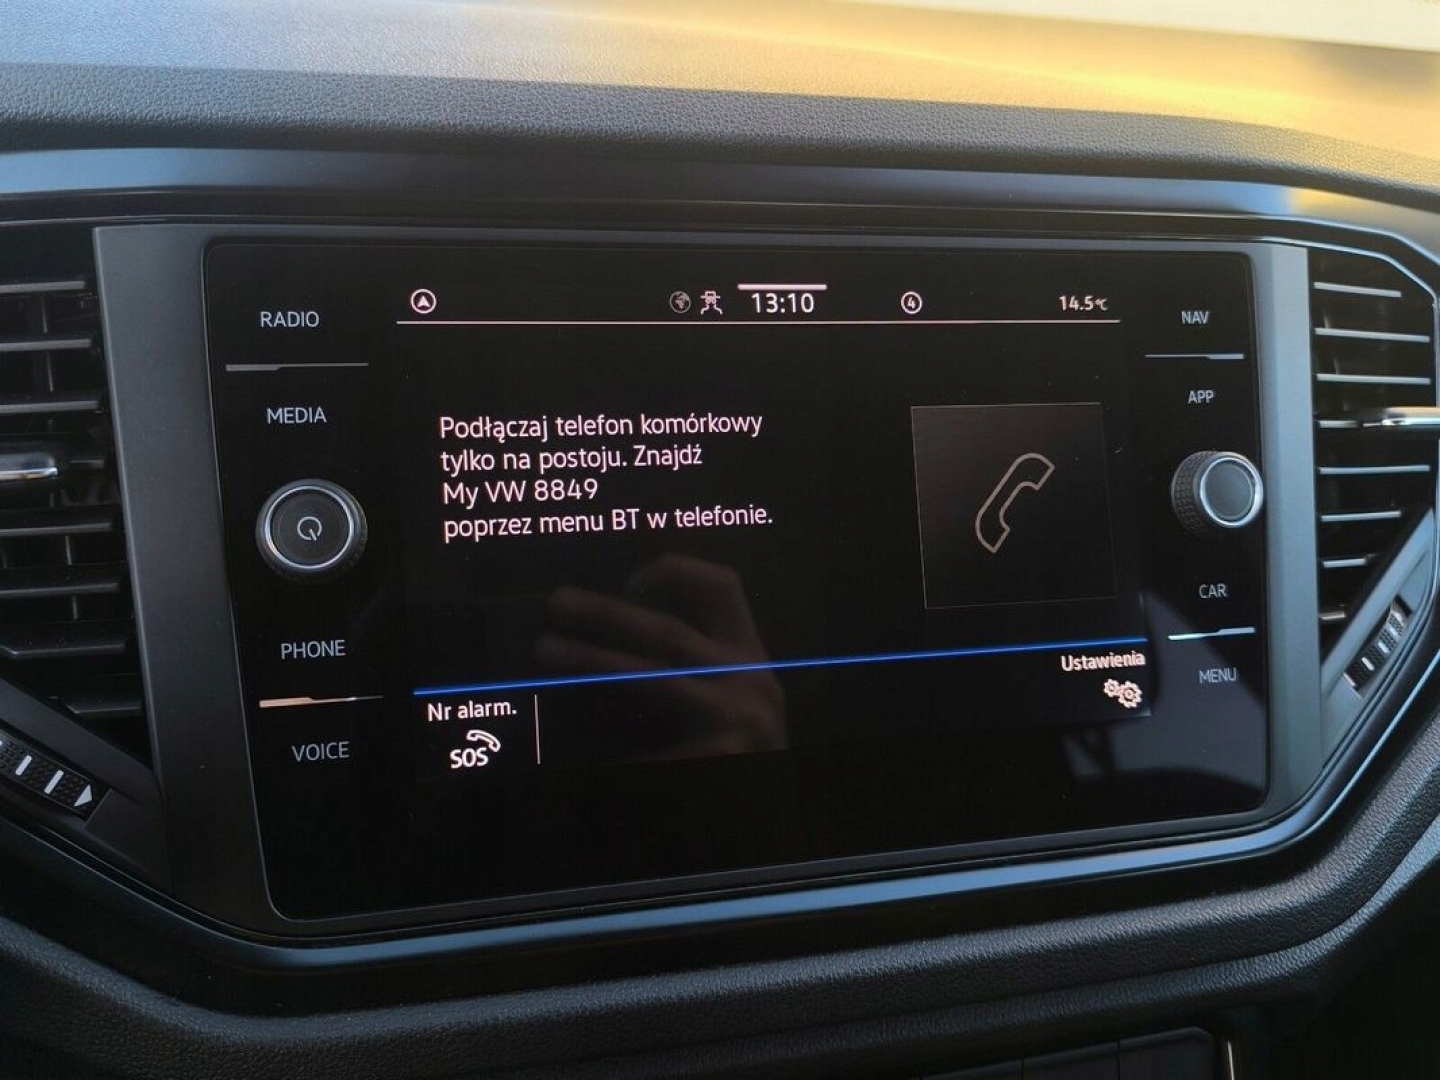 RADIO
MEDIA
PHONE
VOICE
13:10
4
14.5°C
Podłączaj telefon komórkowy
tylko na postoju. Znajdź
My VW 8849
poprzez menu BT w telefonie.
Ustawienia
Nr alarm.
SOS
NAV
APP
CAR
MENU